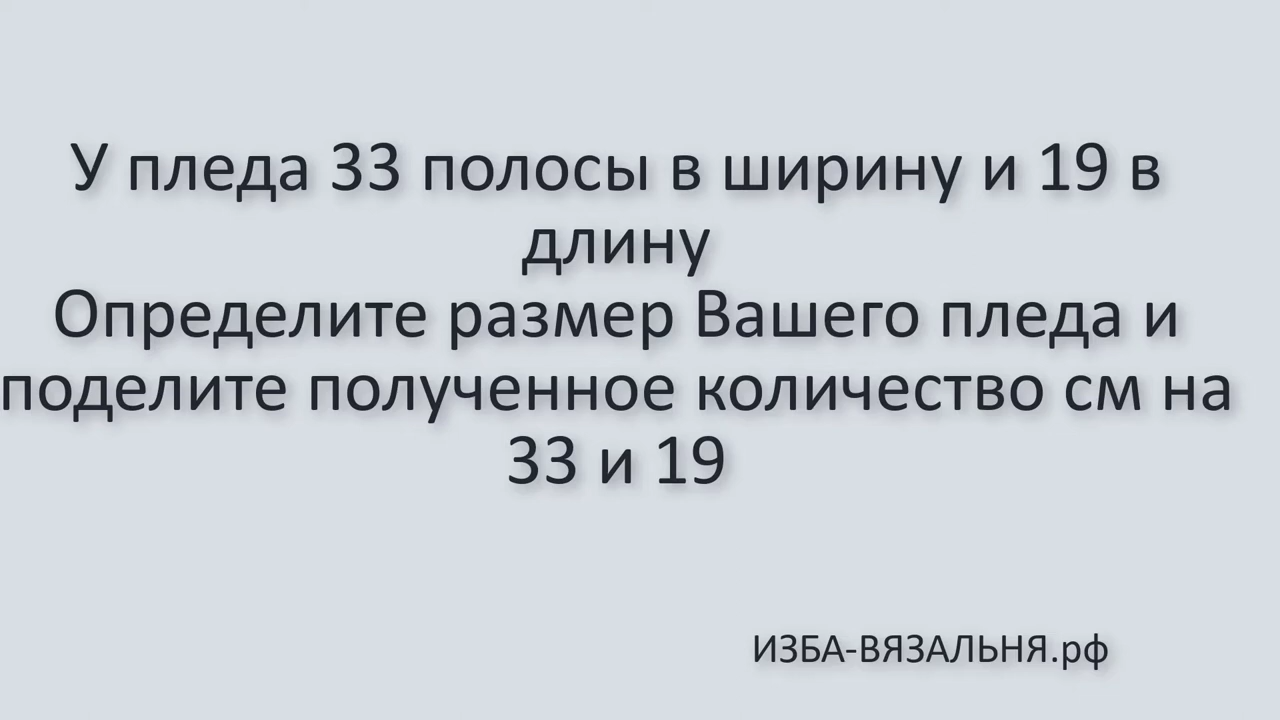 У пледа 33 полосы в ширину и 19 в
длину
Определите размер Вашего пледа и
поделите полученное количество см на
33 и 19
ИЗБА-ВЯЗАЛЬНЯ.рф